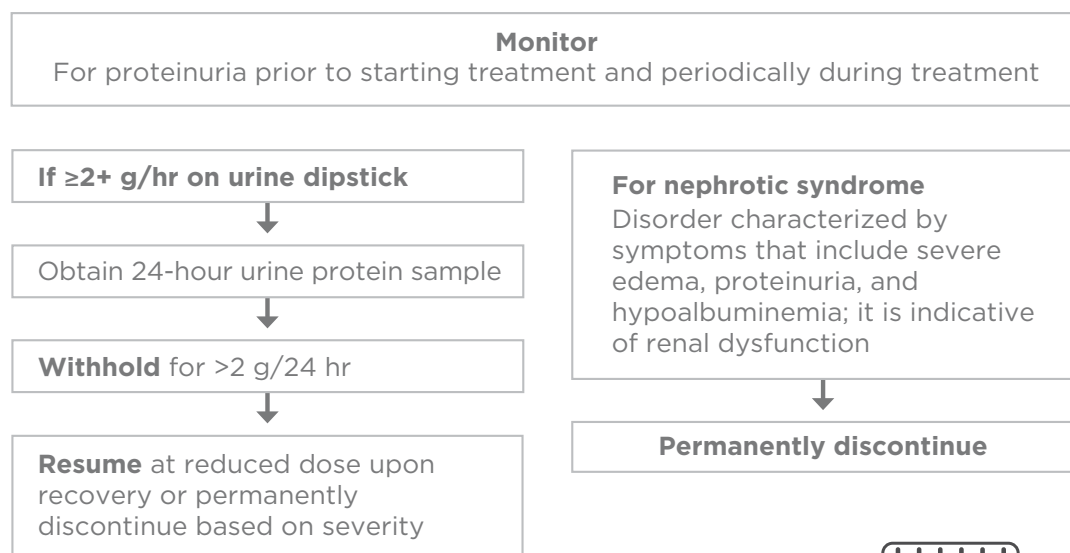 Monitor
For proteinuria prior to starting treatment and periodically during treatment
If ≥2+ g/hr on urine dipstick
Obtain 24-hour urine protein sample
Withhold for >2 g/24 hr
Resume at reduced dose upon
recovery or permanently
discontinue based on severity
For nephrotic syndrome
Disorder characterized by
symptoms that include severe
edema, proteinuria, and
hypoalbuminemia; it is indicative
of renal dysfunction
Permanently discontinue